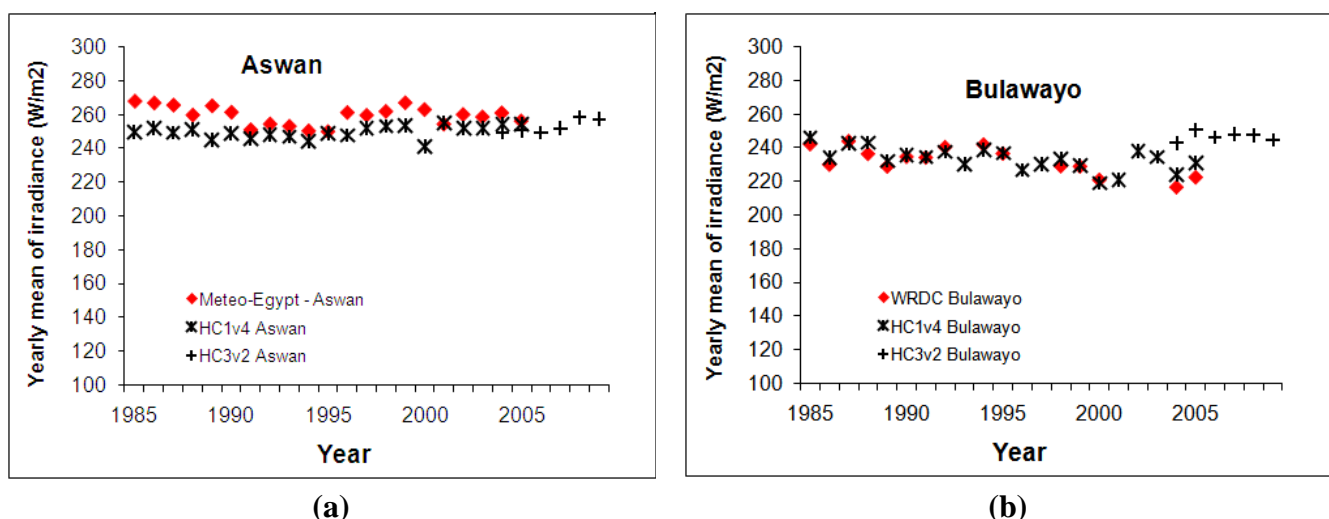 Yearly mean of irradiance (W/m2)
300
280
260
240
220
200
180
160
140
120
100
Aswan
Meteo-Egypt - Aswan
HC1v4 Aswan
HC3v2 Aswan
1985 1990 1995 2000 2005
Year
(a)
Yearly mean of irradiance (W/m2)
300
280
260
240
220
200
180
160
140
120
100
Bulawayo
WRDC Bulawayo
HC1v4 Bulawayo
HC3v2 Bulawayo
1985 1990 1995 2000 2005
Year
(b)